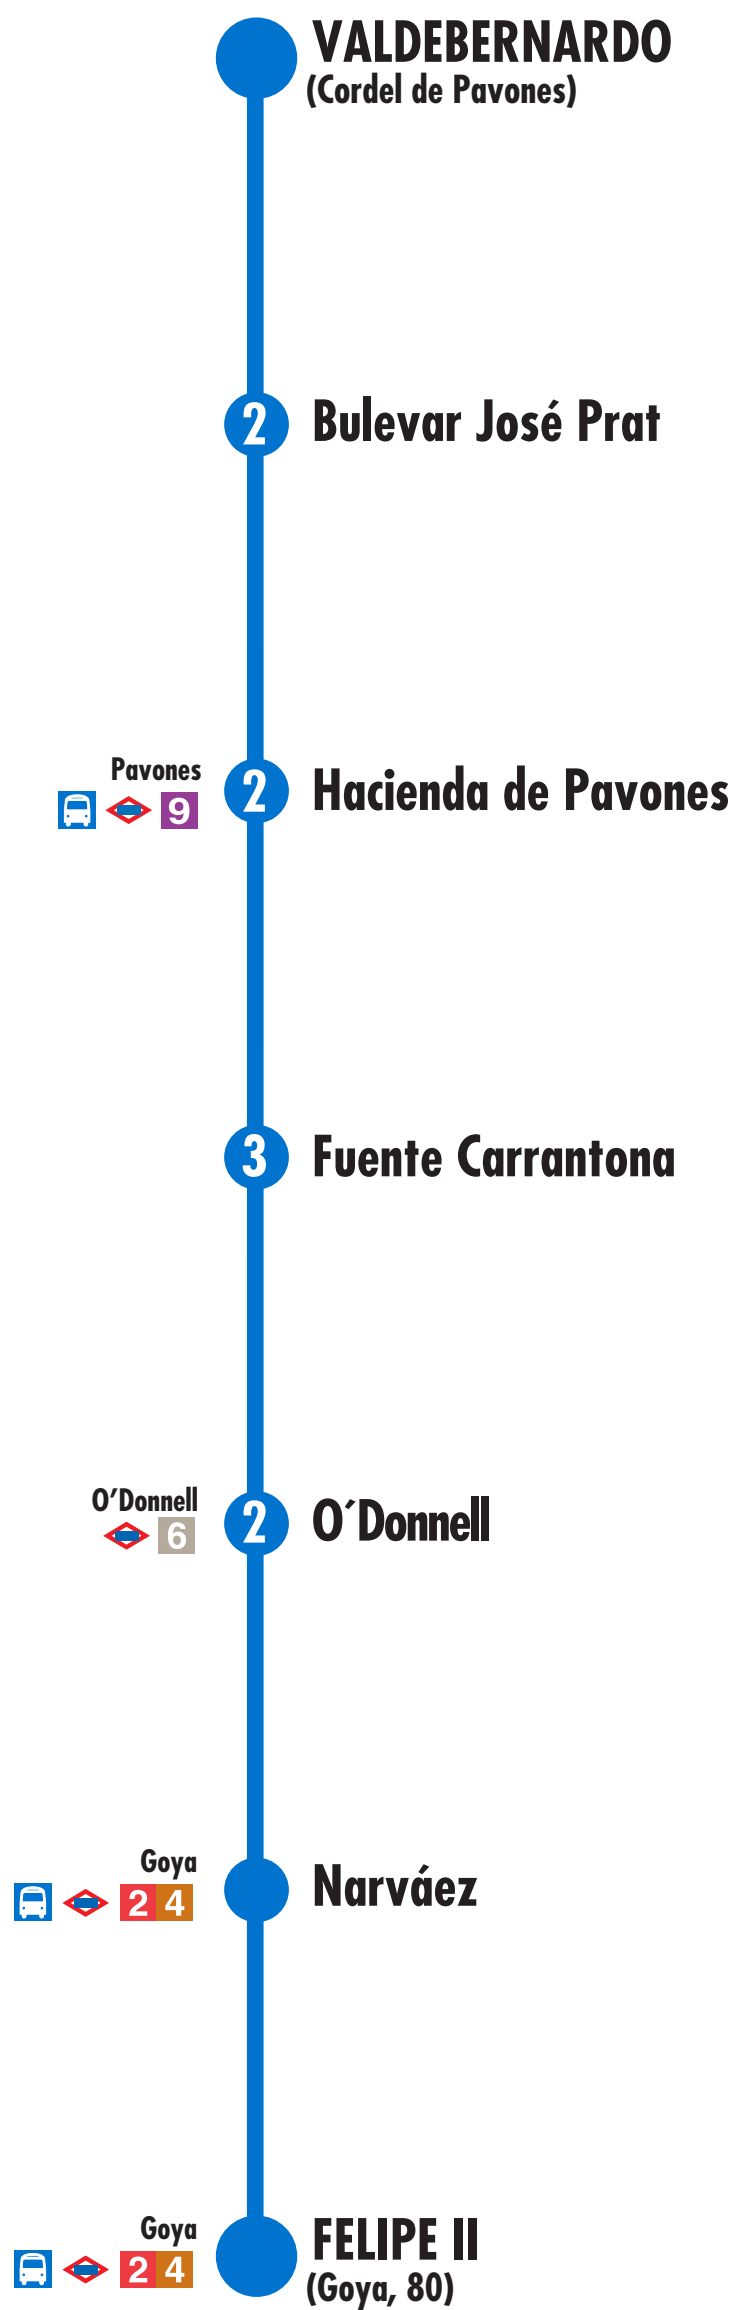 VALDEBERNARDO
(Cordel de Pavones)
2
Bulevar José Prat
Pavones
9
2
Hacienda de Pavones
3
Fuente Carrantona
O'Donnell
6
2
O´Donnell
Goya
2 4
Narváez
Goya
2 4
FELIPE II
(Goya, 80)